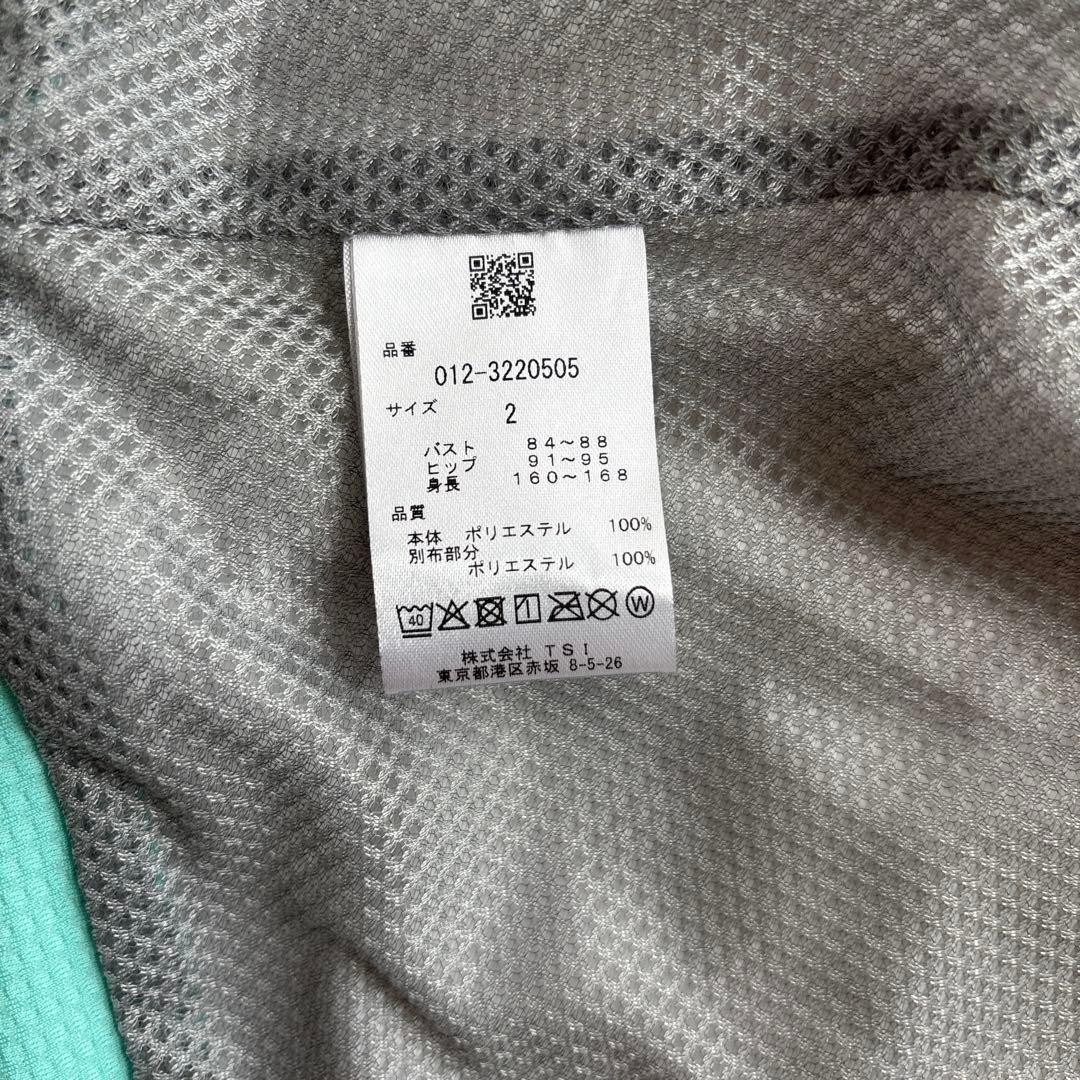 品番
012-3220505
サイズ 2
バスト 84〜88
ヒップ 91〜95
身長 160〜168
品質
本体 ポリエステル 100%
別布部分
ポリエステル 100%
40 W
株式会社 TSI
東京都港区赤坂 8-5-26